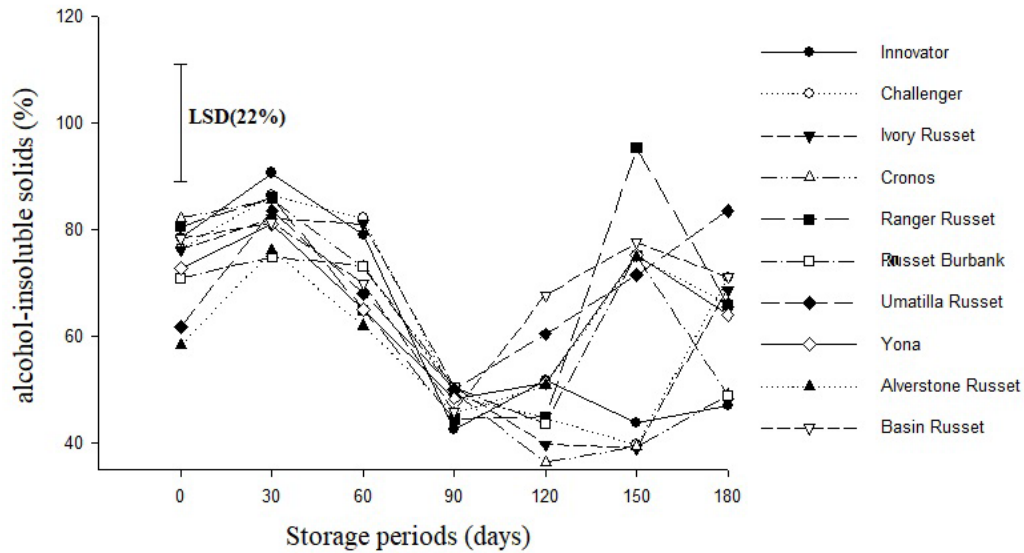 120
100
80
60
40
alcohol-insoluble solids (%)
LSD(22%)
0 30 60 90 120 150 180
Storage periods (days)
Innovator
Challenger
Ivory Russet
Cronos
Ranger Russet
Russet Burbank
Umatilla Russet
Yona
Alverstone Russet
Basin Russet